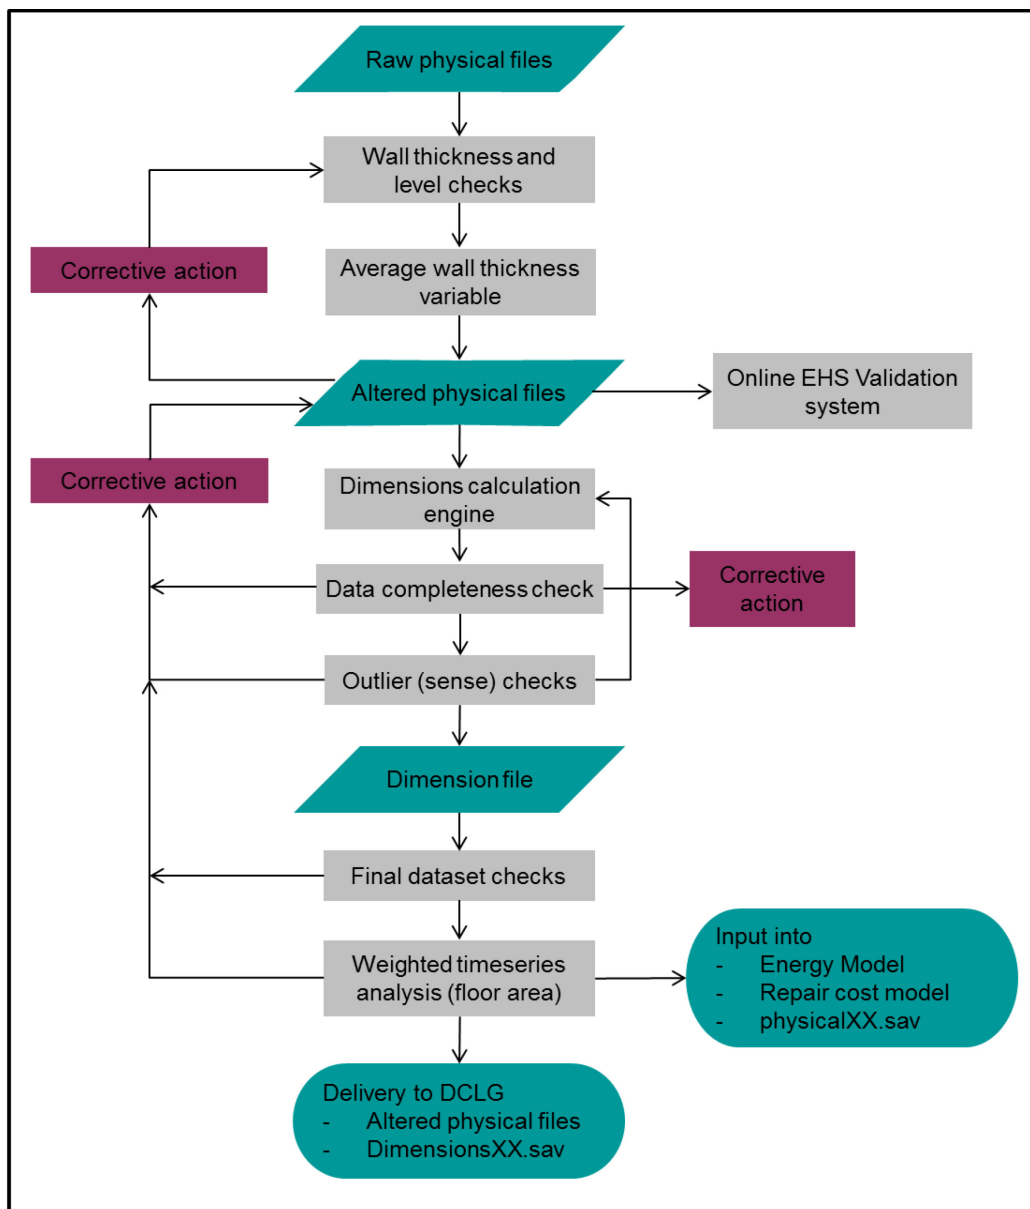 Raw physical files
Wall thickness and
level checks
Corrective action
Average wall thickness
variable
Altered physical files
Online EHS Validation
system
Corrective action
Dimensions calculation
engine
Data completeness check
Corrective
action
Outlier (sense) checks
Dimension file
Final dataset checks
Weighted timeseries
analysis (floor area)
Input into
- Energy Model
- Repair cost model
- physicalXX.sav
Delivery to DCLG
- Altered physical files
- DimensionsXX.sav